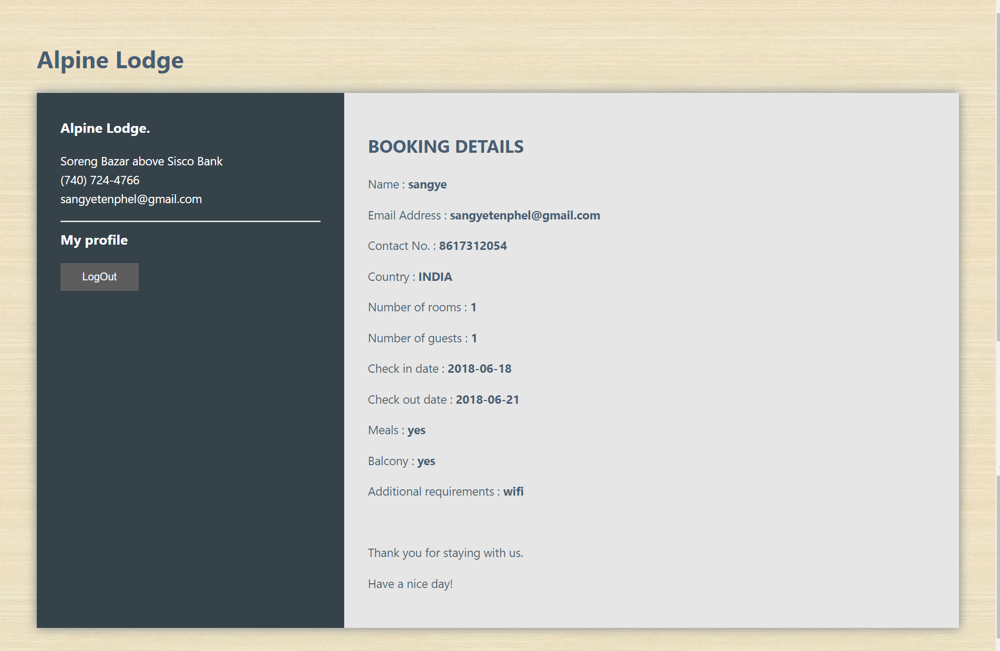 Alpine Lodge
Alpine Lodge.
Soreng Bazar above Sisco Bank
(740) 724-4766
sangyetenphel@gmail.com
My profile
LogOut
BOOKING DETAILS
Name : sangye
Email Address : sangyetenphel@gmail.com
Contact No. : 8617312054
Country : INDIA
Number of rooms : 1
Number of guests : 1
Check in date : 2018-06-18
Check out date : 2018-06-21
Meals : yes
Balcony : yes
Additional requirements : wifi
Thank you for staying with us.
Have a nice day!